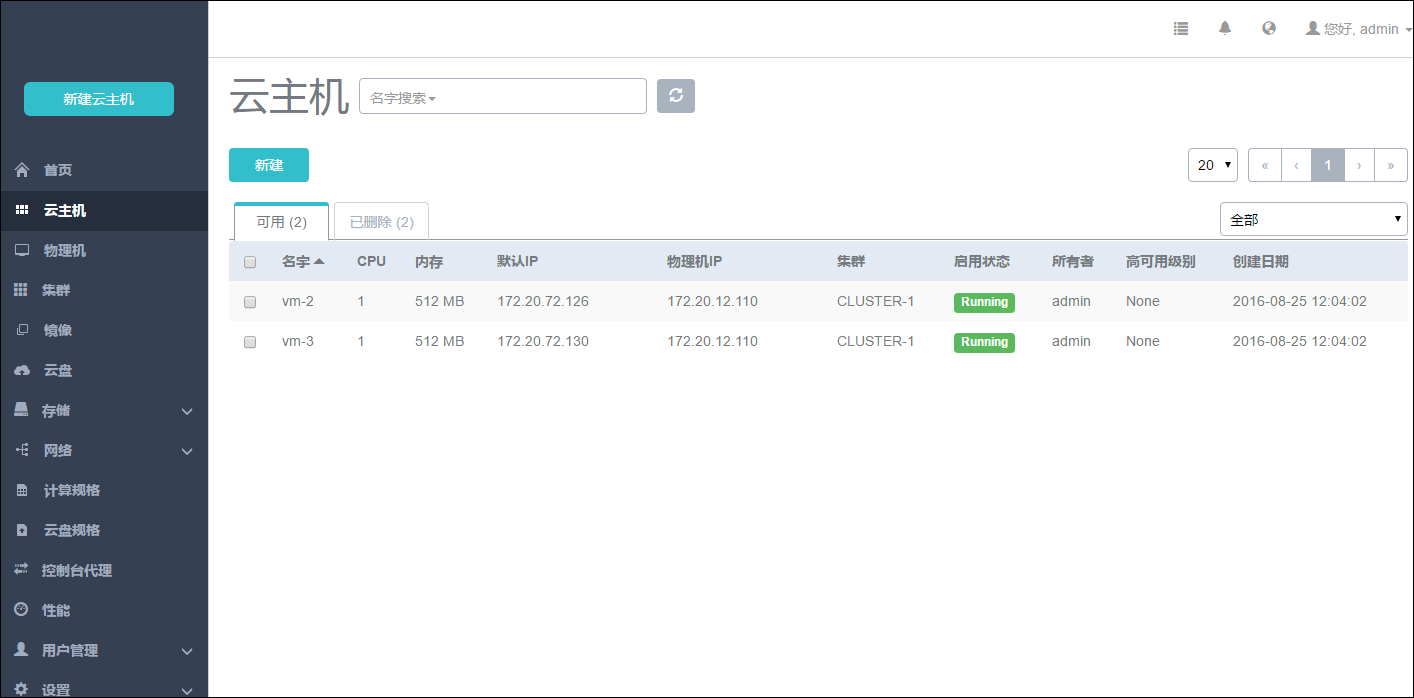 您好, admin
新建云主机
首页
云主机
物理机
集群
镜像
云盘
存储
网络
计算规格
云盘规格
控制台代理
性能
用户管理
设置
云主机 名字搜索
新建 20 « ‹ 1 › »
可用 (2) 已删除 (2) 全部
名字 CPU 内存 默认IP 物理机IP 集群 启用状态 所有者 高可用级别 创建日期
vm-2 1 512 MB 172.20.72.126 172.20.12.110 CLUSTER-1 Running admin None 2016-08-25 12:04:02
vm-3 1 512 MB 172.20.72.130 172.20.12.110 CLUSTER-1 Running admin None 2016-08-25 12:04:02